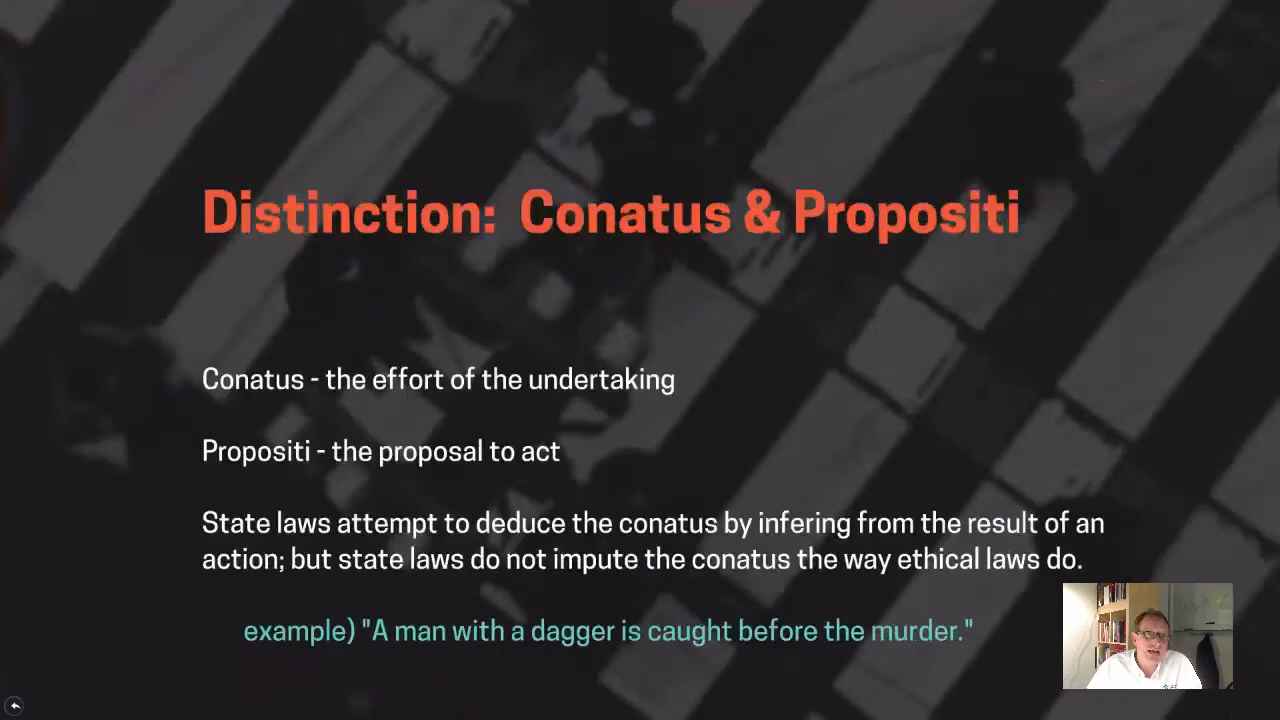 Distinction: Conatus & Propositi
Conatus - the effort of the undertaking
Propositi - the proposal to act
State laws attempt to deduce the conatus by infering from the result of an
action; but state laws do not impute the conatus the way ethical laws do.
example) "A man with a dagger is caught before the murder."